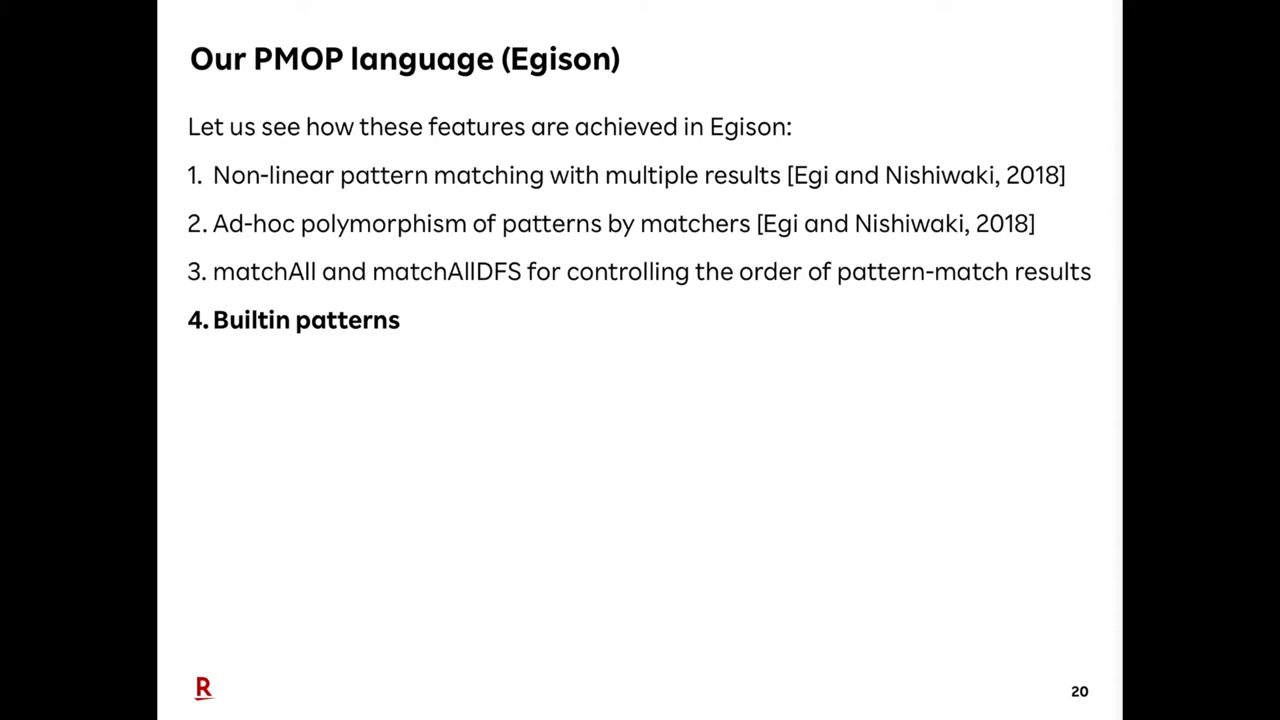 Our PMOP language (Egison)
Let us see how these features are achieved in Egison:
1. Non-linear pattern matching with multiple results [Egi and Nishiwaki, 2018]
2. Ad-hoc polymorphism of patterns by matchers [Egi and Nishiwaki, 2018]
3. matchAll and matchAllDFS for controlling the order of pattern-match results
4. Builtin patterns
R
20